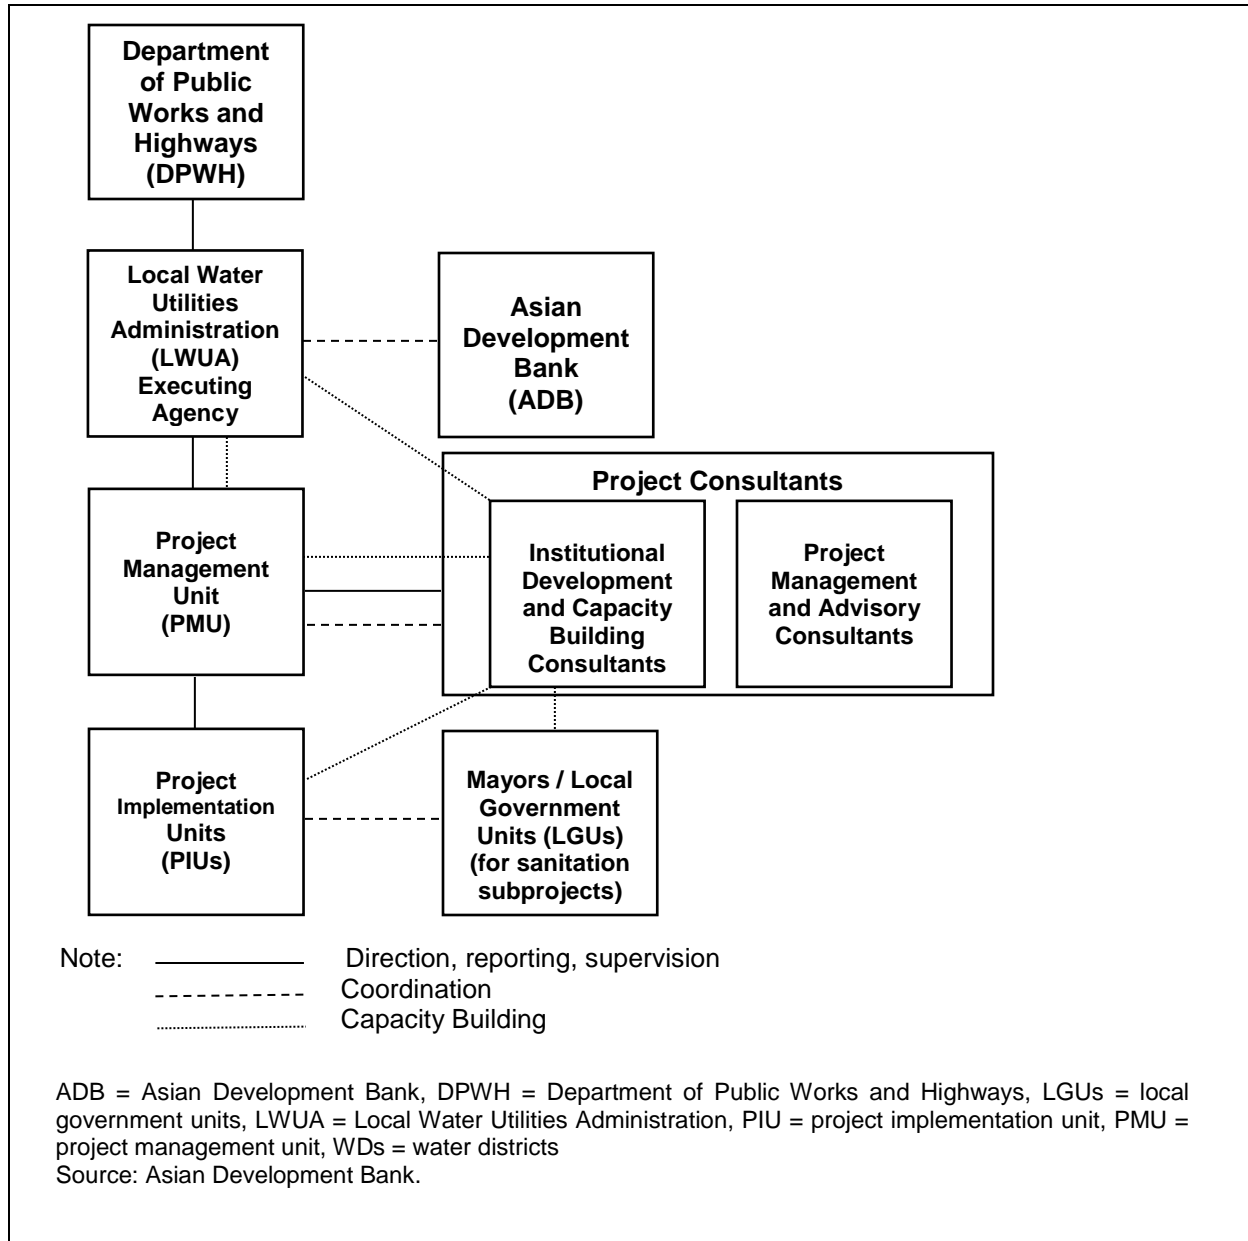 Department
of Public
Works and
Highways
(DPWH)
Local Water
Utilities
Administration
(LWUA)
Executing
Agency
Asian
Development
Bank
(ADB)
Project Consultants
Project
Management
Unit
(PMU)
Institutional
Development
and Capacity
Building
Consultants
Project
Management
and Advisory
Consultants
Project
Implementation
Units
(PIUs)
Mayors / Local
Government
Units (LGUs)
(for sanitation
subprojects)
Note: Direction, reporting, supervision
Coordination
Capacity Building
ADB = Asian Development Bank, DPWH = Department of Public Works and Highways, LGUs = local
government units, LWUA = Local Water Utilities Administration, PIU = project implementation unit, PMU =
project management unit, WDs = water districts
Source: Asian Development Bank.